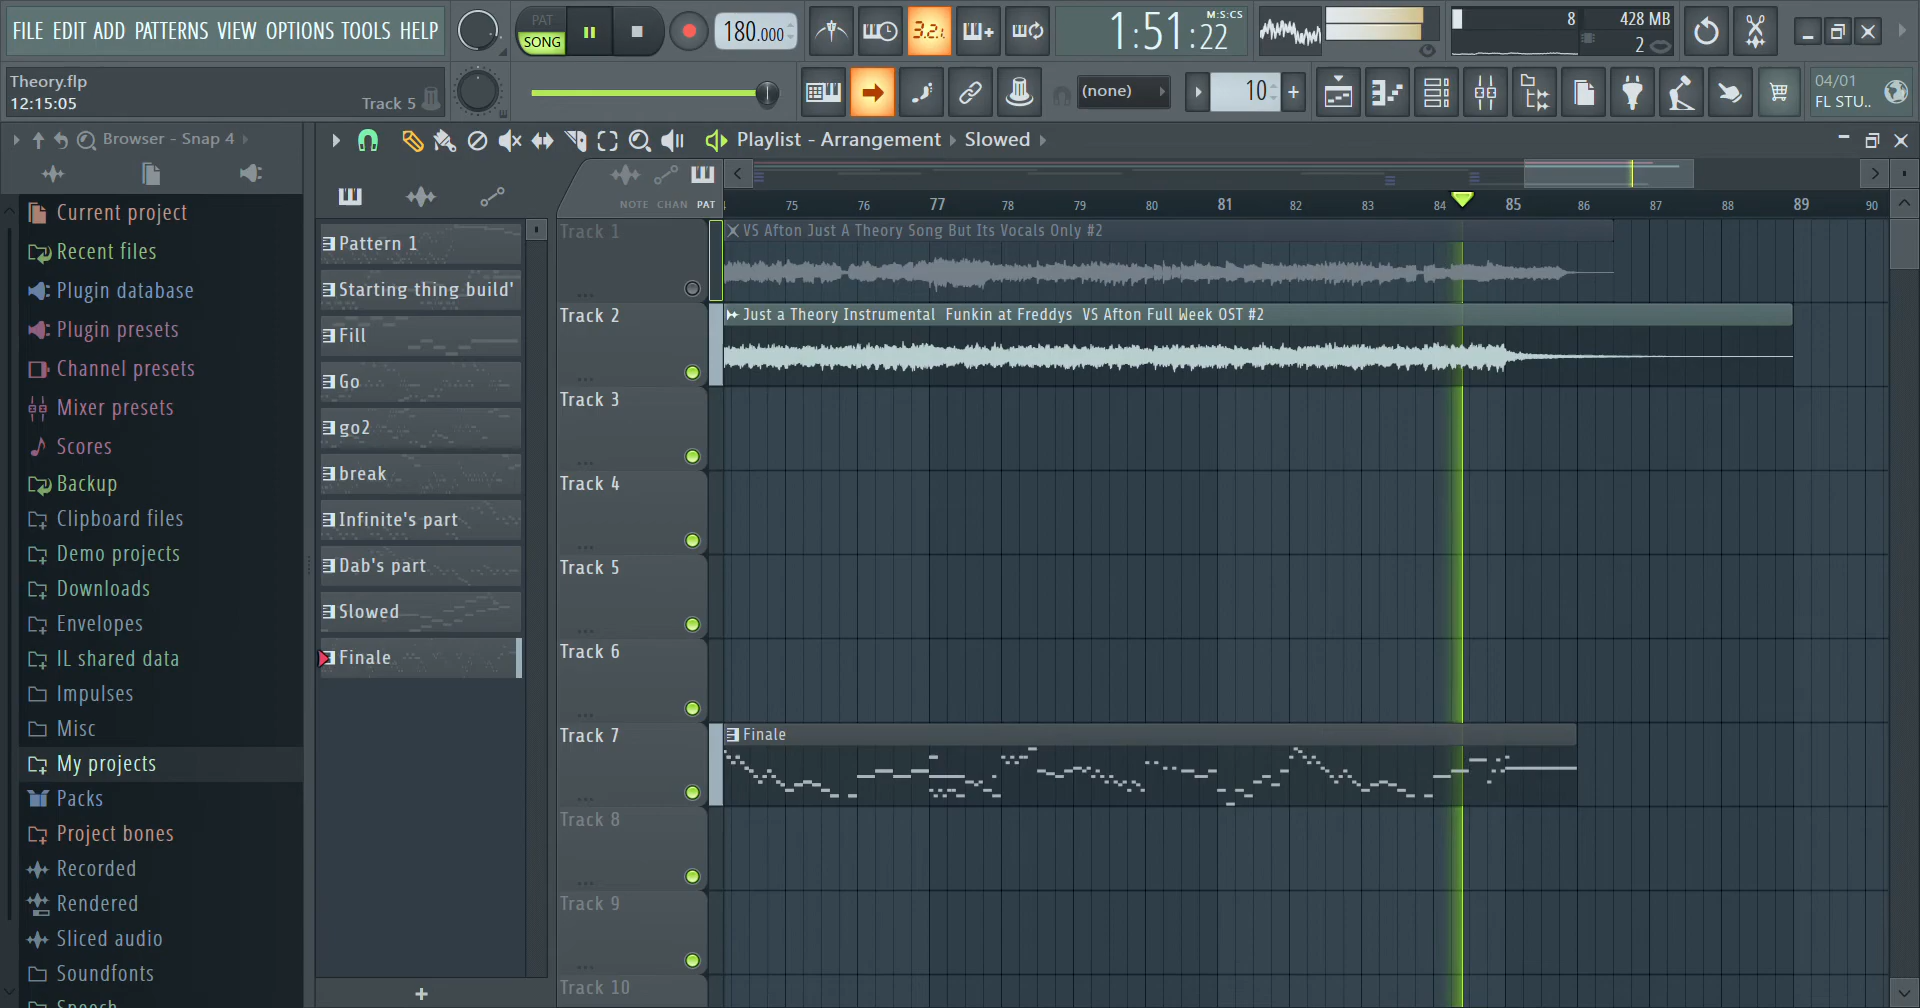 FILE EDIT ADD PATTERNS VIEW OPTIONS TOOLS HELP
PAT
SONG
180.000
3.2.1
1:51:22
M:S:CS
8
428 MB
2
Theory.flp
12:15:05
Track 5
(none)
10
04/01
FL STU..
Browser - Snap 4
Playlist - Arrangement
Slowed
NOTE CHAN PAT
75 76 77 78 79 80 81 82 83 84 85 86 87 88 89 90
Current project
Recent files
Plugin database
Plugin presets
Channel presets
Mixer presets
Scores
Backup
Clipboard files
Demo projects
Downloads
Envelopes
IL shared data
Impulses
Misc
My projects
Packs
Project bones
Recorded
Rendered
Sliced audio
Soundfonts
Speech
Pattern 1
Starting thing build'
Fill
Go
go2
break
Infinite's part
Dab's part
Slowed
Finale
Track 1
VS Afton Just A Theory Song But Its Vocals Only #2
Track 2
Just a Theory Instrumental Funkin at Freddys VS Afton Full Week OST #2
Track 3
Track 4
Track 5
Track 6
Track 7
Finale
Track 8
Track 9
Track 10